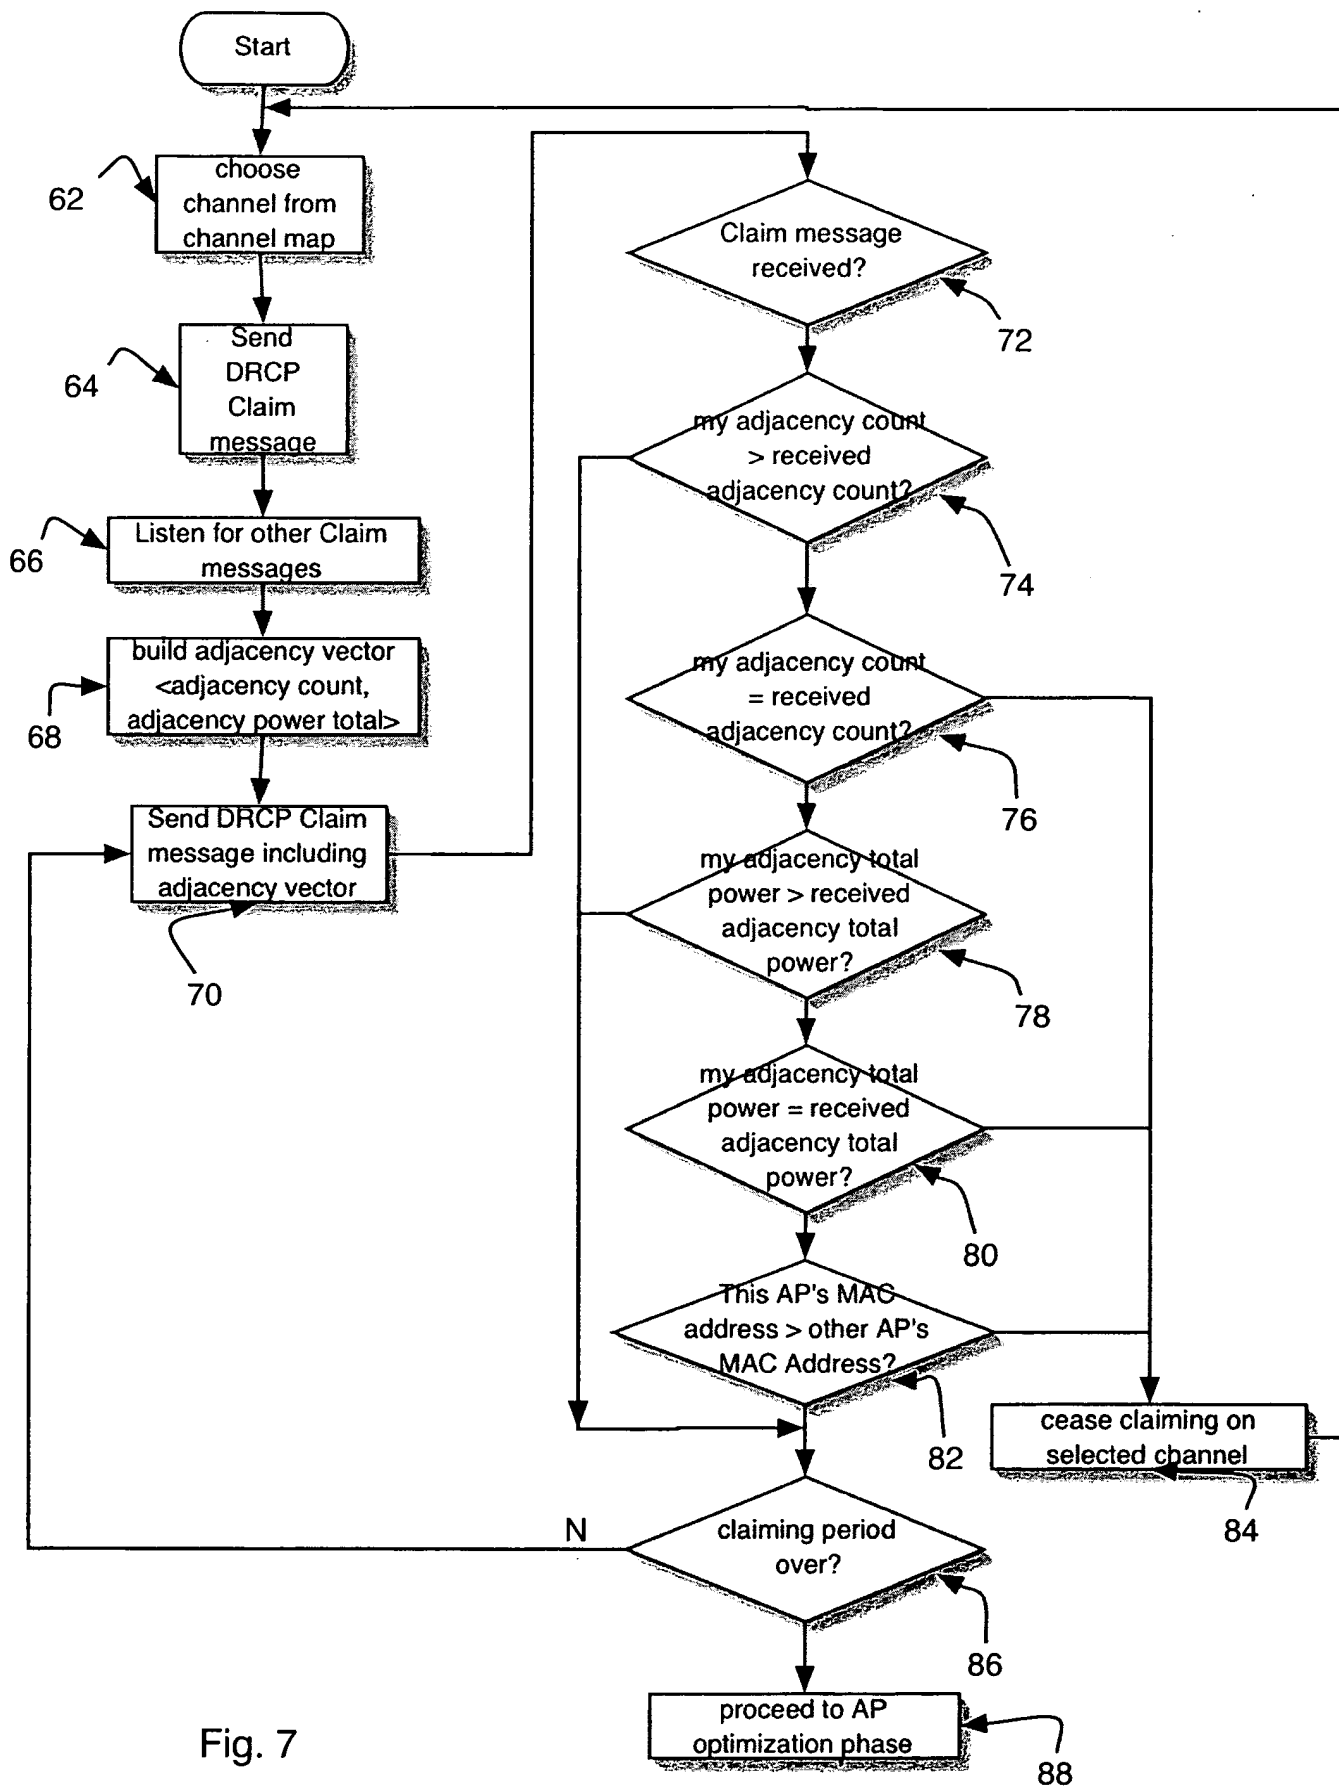 Start
62
choose
channel from
channel map
64
Send
DRCP
Claim
message
66
Listen for other Claim
messages
68
build adjacency vector
<adjacency count,
adjacency power total>
Send DRCP Claim
message including
adjacency vector
70
Claim message
received?
72
my adjacency count
> received
adjacency count?
74
my adjacency count
= received
adjacency count?
76
my adjacency total
power > received
adjacency total
power?
78
my adjacency total
power = received
adjacency total
power?
80
This AP's MAC
address > other AP's
MAC Address?
82
cease claiming on
selected channel
84
N
claiming period
over?
86
proceed to AP
optimization phase
88
Fig. 7